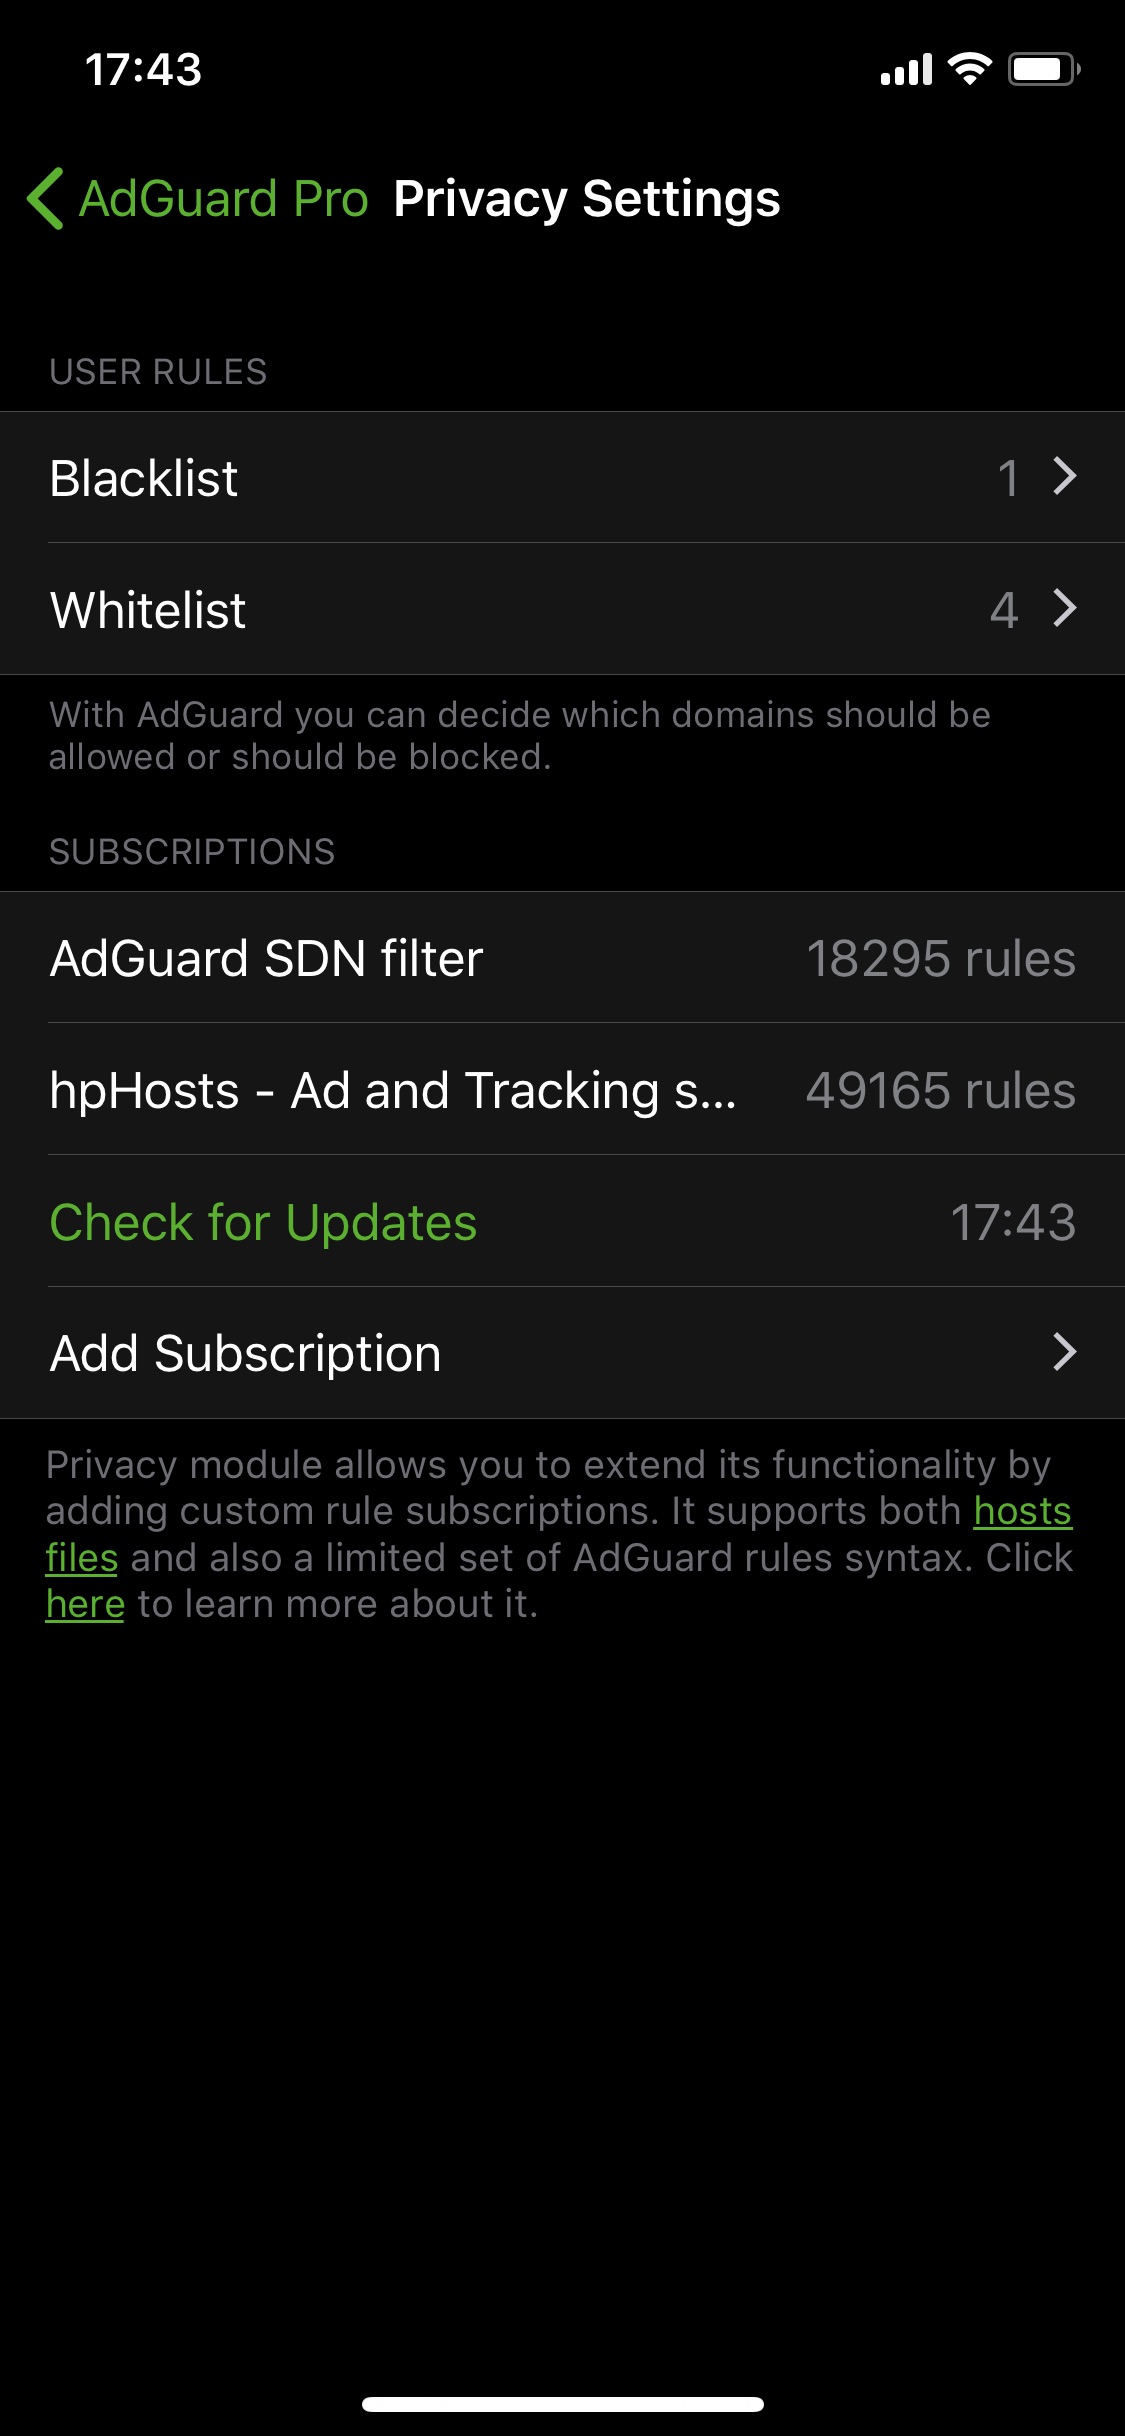 17:43
AdGuard Pro Privacy Settings
USER RULES
Blacklist 1
Whitelist 4
With AdGuard you can decide which domains should be
allowed or should be blocked.
SUBSCRIPTIONS
AdGuard SDN filter 18295 rules
hpHosts - Ad and Tracking s... 49165 rules
Check for Updates 17:43
Add Subscription
Privacy module allows you to extend its functionality by
adding custom rule subscriptions. It supports both hosts
files and also a limited set of AdGuard rules syntax. Click
here to learn more about it.